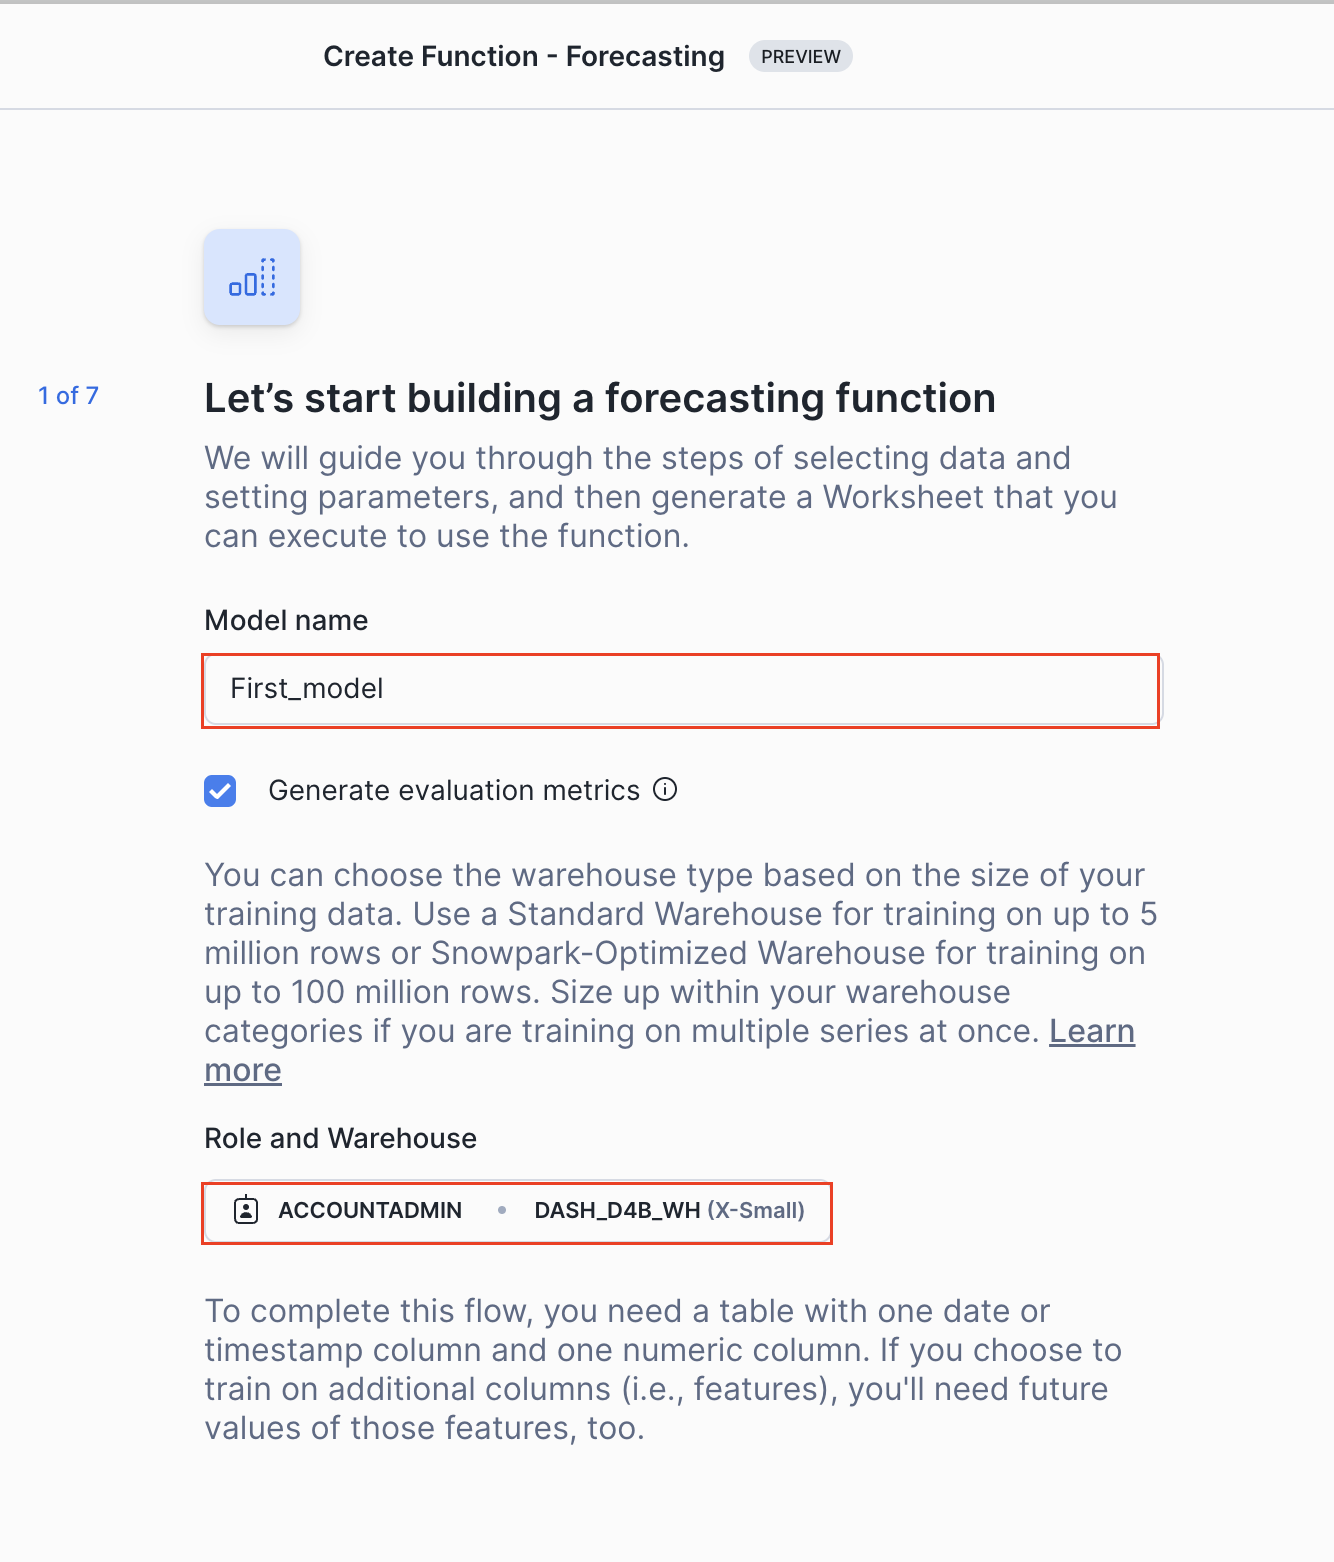 Create Function - Forecasting PREVIEW
1 of 7
Let’s start building a forecasting function
We will guide you through the steps of selecting data and
setting parameters, and then generate a Worksheet that you
can execute to use the function.
Model name
First_model
Generate evaluation metrics
You can choose the warehouse type based on the size of your
training data. Use a Standard Warehouse for training on up to 5
million rows or Snowpark-Optimized Warehouse for training on
up to 100 million rows. Size up within your warehouse
categories if you are training on multiple series at once. Learn
more
Role and Warehouse
ACCOUNTADMIN • DASH_D4B_WH (X-Small)
To complete this flow, you need a table with one date or
timestamp column and one numeric column. If you choose to
train on additional columns (i.e., features), you'll need future
values of those features, too.